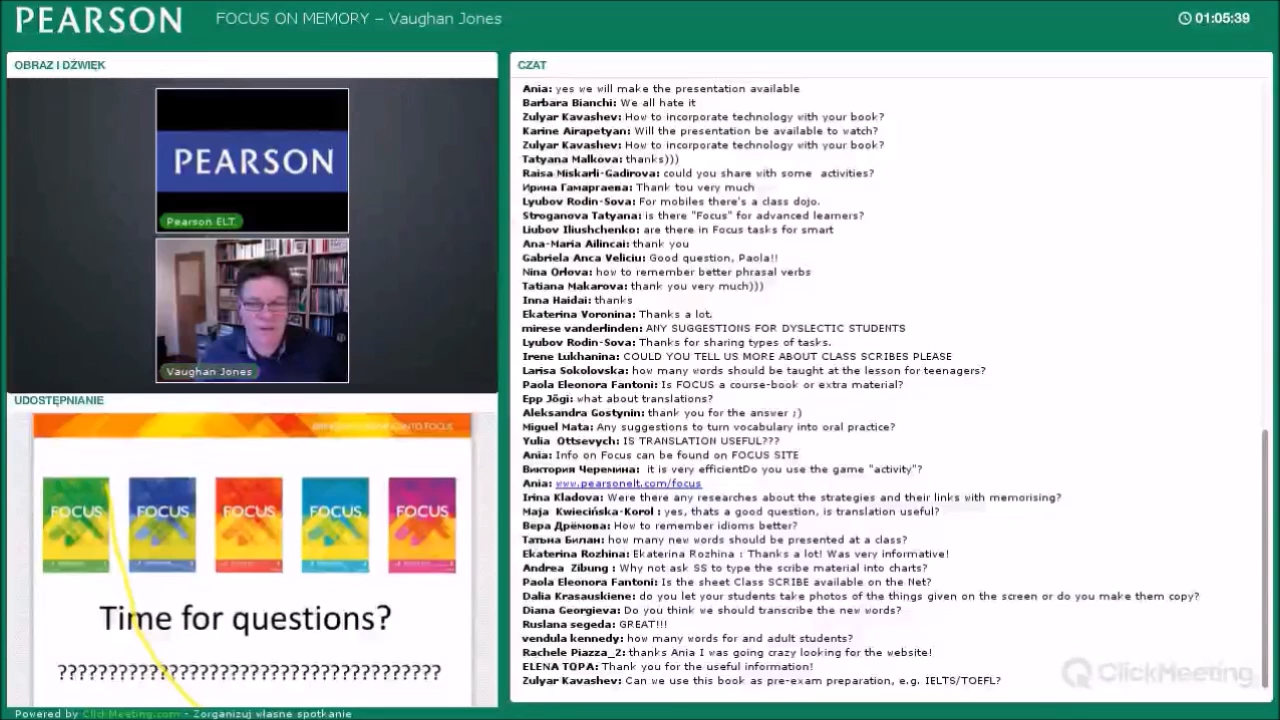 PEARSON
FOCUS ON MEMORY – Vaughan Jones
01:05:39
OBRAZ I DŹWIĘK
PEARSON
Pearson ELT
Vaughan Jones
UDOSTĘPNIANIE
FOCUS
FOCUS
FOCUS
FOCUS
FOCUS
Time for questions?
?????????????????????????????????????
CZAT
Ania: yes we will make the presentation available
Barbara Bianchi: We all hate it
Zulyar Kavashev: How to incorporate technology with your book?
Karine Airapetyan: Will the presentation be available to watch?
Zulyar Kavashev: How to incorporate technology with your book?
Tatyana Malkova: thanks)))
Raisa Miskarli-Gadirova: could you share with some activities?
Ирина Гамаргаева: Thank tou very much
Lyubov Rodin-Sova: For mobiles there's a class dojo.
Stroganova Tatyana: is there "Focus" for advanced learners?
Liubov Iliushchenko: are there in Focus tasks for smart
Ana-Maria Ailincai: thank you
Gabriela Anca Veliciu: Good question, Paola!!
Nina Orlova: how to remember better phrasal verbs
Tatiana Makarova: thank you very much)))
Inna Haidai: thanks
Ekaterina Voronina: Thanks a lot.
mirese vanderlinden: ANY SUGGESTIONS FOR DYSLECTIC STUDENTS
Lyubov Rodin-Sova: Thanks for sharing types of tasks.
Irene Lukhanina: COULD YOU TELL US MORE ABOUT CLASS SCRIBES PLEASE
Larisa Sokolovska: how many words should be taught at the lesson for teenagers?
Paola Eleonora Fantoni: Is FOCUS a course-book or extra material?
Epp Jõgi: what about translations?
Aleksandra Gostynin: thank you for the answer ;)
Miguel Mata: Any suggestions to turn vocabulary into oral practice?
Yulia Ottsevych: IS TRANSLATION USEFUL???
Ania: Info on Focus can be found on FOCUS SITE
Виктория Черемина: it is very efficientDo you use the game "activity"?
Ania: www.pearsonelt.com/focus
Irina Kladova: Were there any researches about the strategies and their links with memorising?
Maja Kwiecińska-Korol : yes, thats a good question, is translation useful?
Вера Дрёмова: How to remember idioms better?
Татьна Билан: how many new words should be presented at a class?
Ekaterina Rozhina: Ekaterina Rozhina : Thanks a lot! Was very informative!
Andrea Zibung : Why not ask SS to type the scribe material into charts?
Paola Eleonora Fantoni: Is the sheet Class SCRIBE available on the Net?
Dalia Krasauskiene: do you let your students take photos of the things given on the screen or do you make them copy?
Diana Georgieva: Do you think we should transcribe the new words?
Ruslana segeda: GREAT!!!
vendula kennedy: how many words for and adult students?
Rachele Piazza_2: thanks Ania I was going crazy looking for the website!
ELENA TOPA: Thank you for the useful information!
Zulyar Kavashev: Can we use this book as pre-exam preparation, e.g. IELTS/TOEFL?
ClickMeeting
Powered by ClickMeeting.com - Zorganizuj własne spotkanie